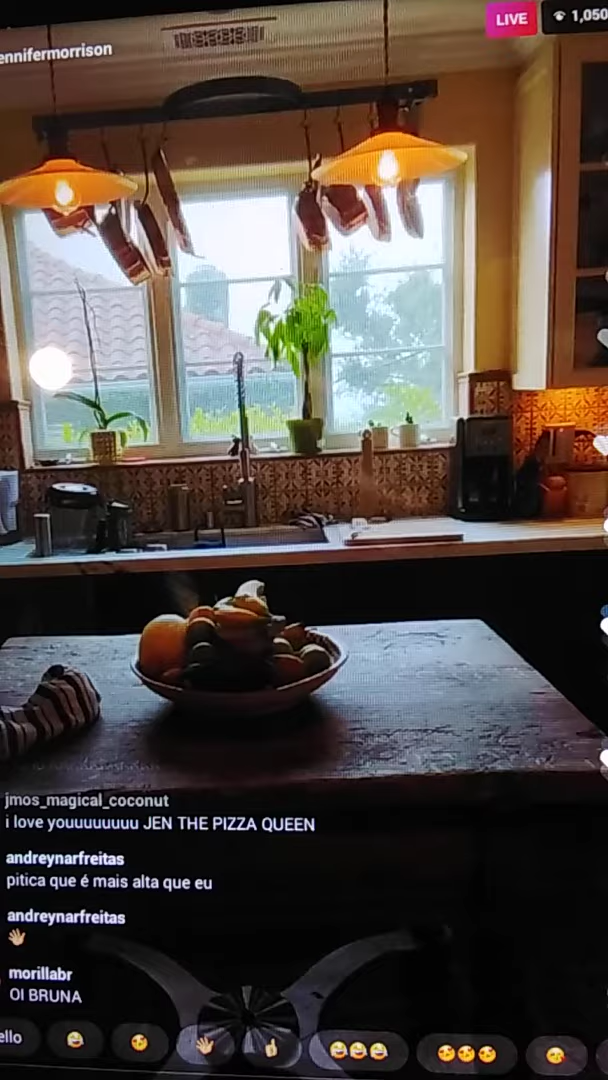 ennifermorrison
LIVE
1,050
jmos_magical_coconut
i love youuuuuuuu JEN THE PIZZA QUEEN
andreynarfreitas
pitica que é mais alta que eu
andreynarfreitas
👋🏼
morillabr
OI BRUNA
ello